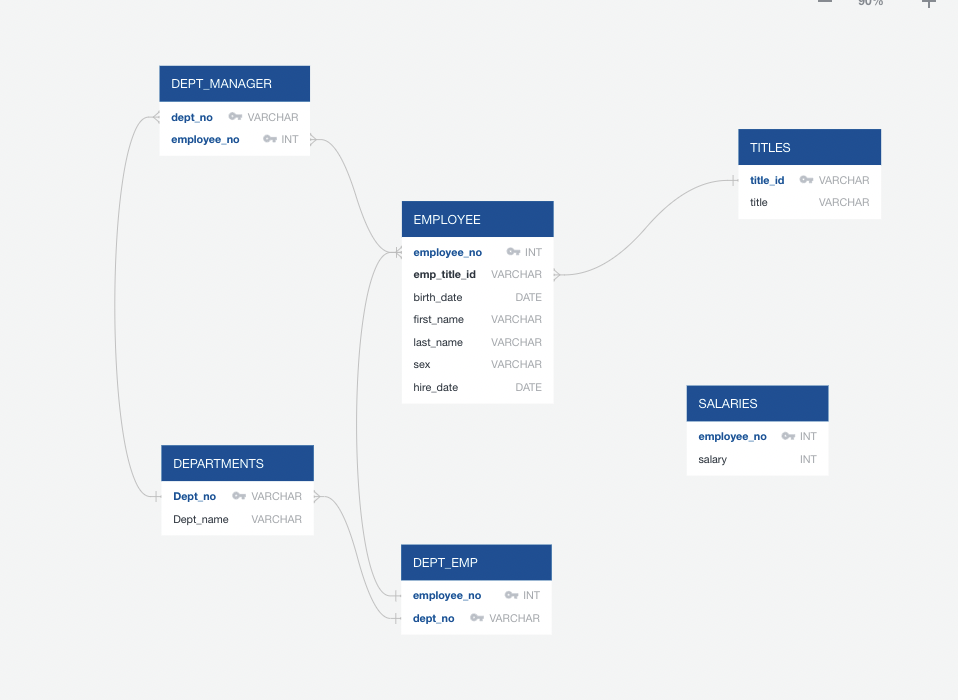 90%
DEPT_MANAGER
dept_no VARCHAR
employee_no INT
TITLES
title_id VARCHAR
title VARCHAR
EMPLOYEE
employee_no INT
emp_title_id VARCHAR
birth_date DATE
first_name VARCHAR
last_name VARCHAR
sex VARCHAR
hire_date DATE
SALARIES
employee_no INT
salary INT
DEPARTMENTS
Dept_no VARCHAR
Dept_name VARCHAR
DEPT_EMP
employee_no INT
dept_no VARCHAR